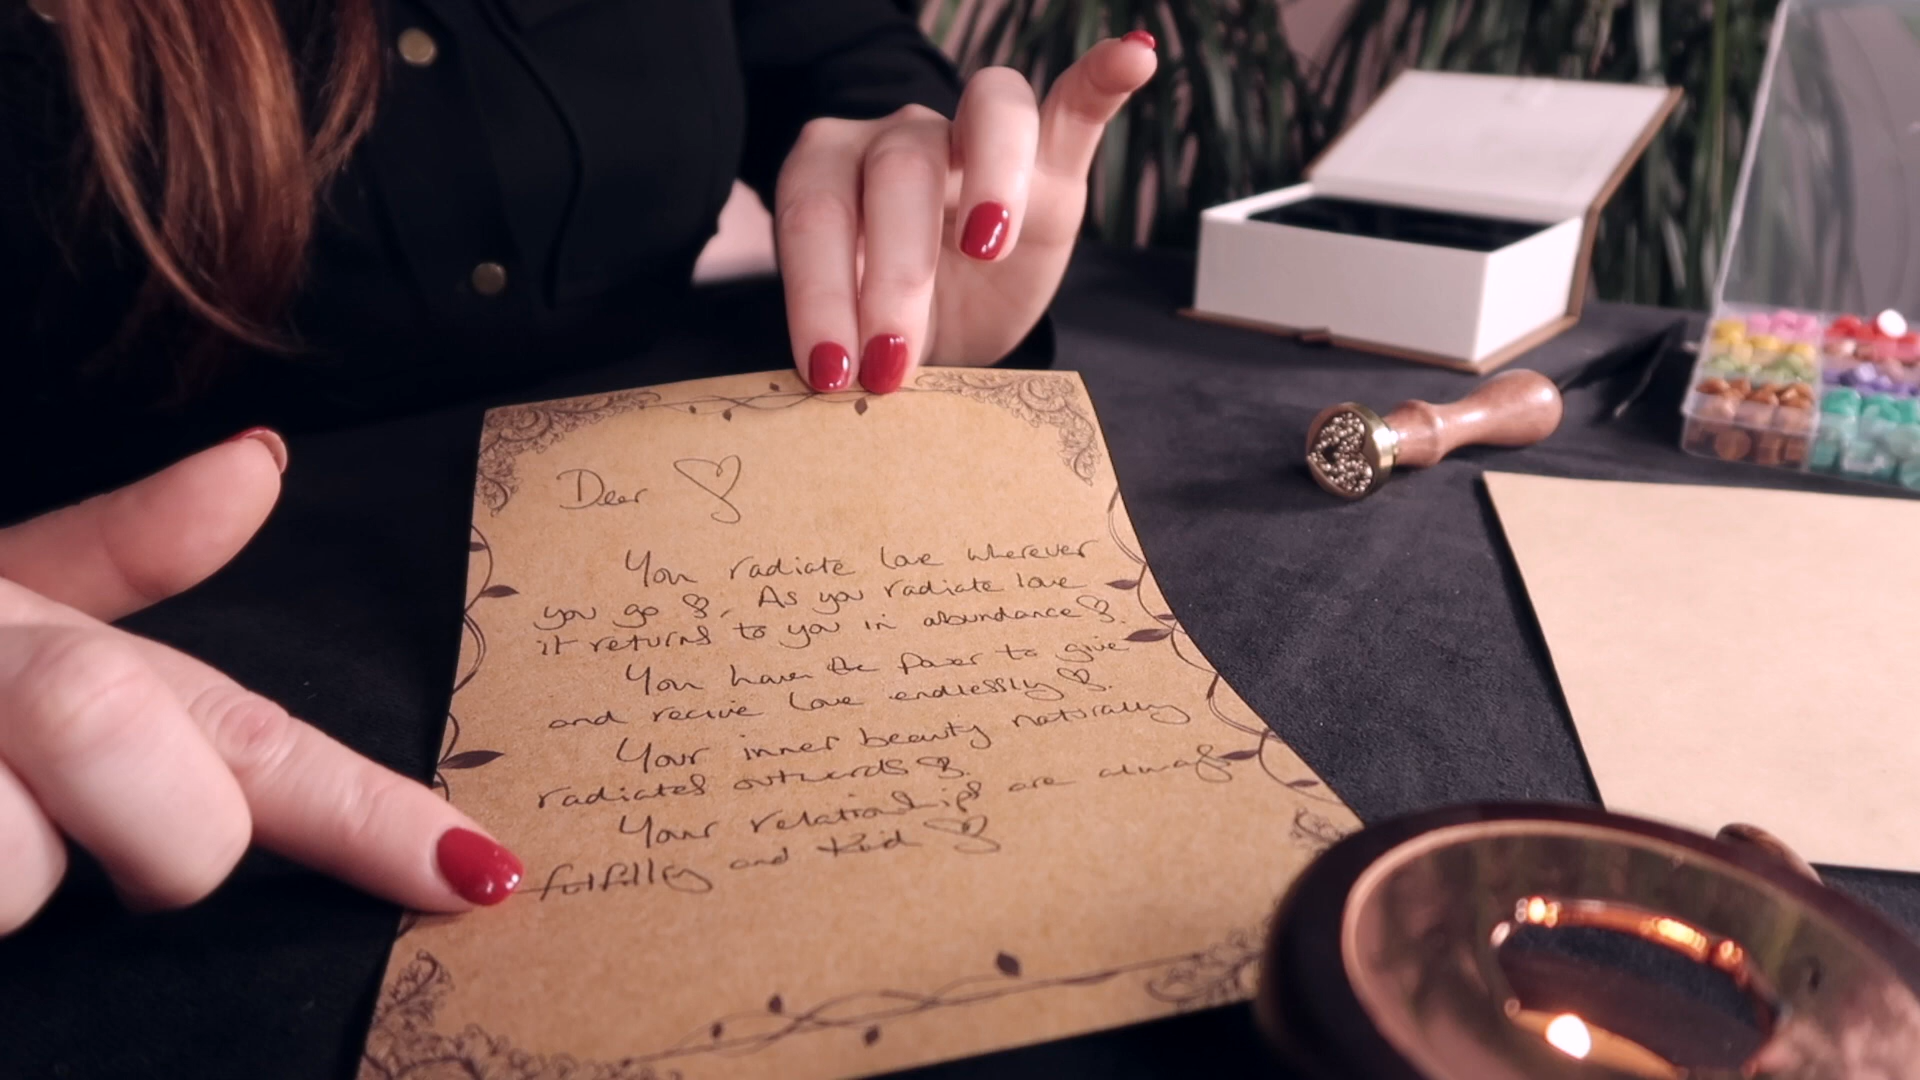 Dear ♡
You radiate love wherever
you go ♡. As you radiate love
it returns to you in abundance ♡.
You have the power to give
and recive love endlessly ♡.
Your inner beauty naturally
radiates outwards ♡.
Your relationships are always
and kind ♡